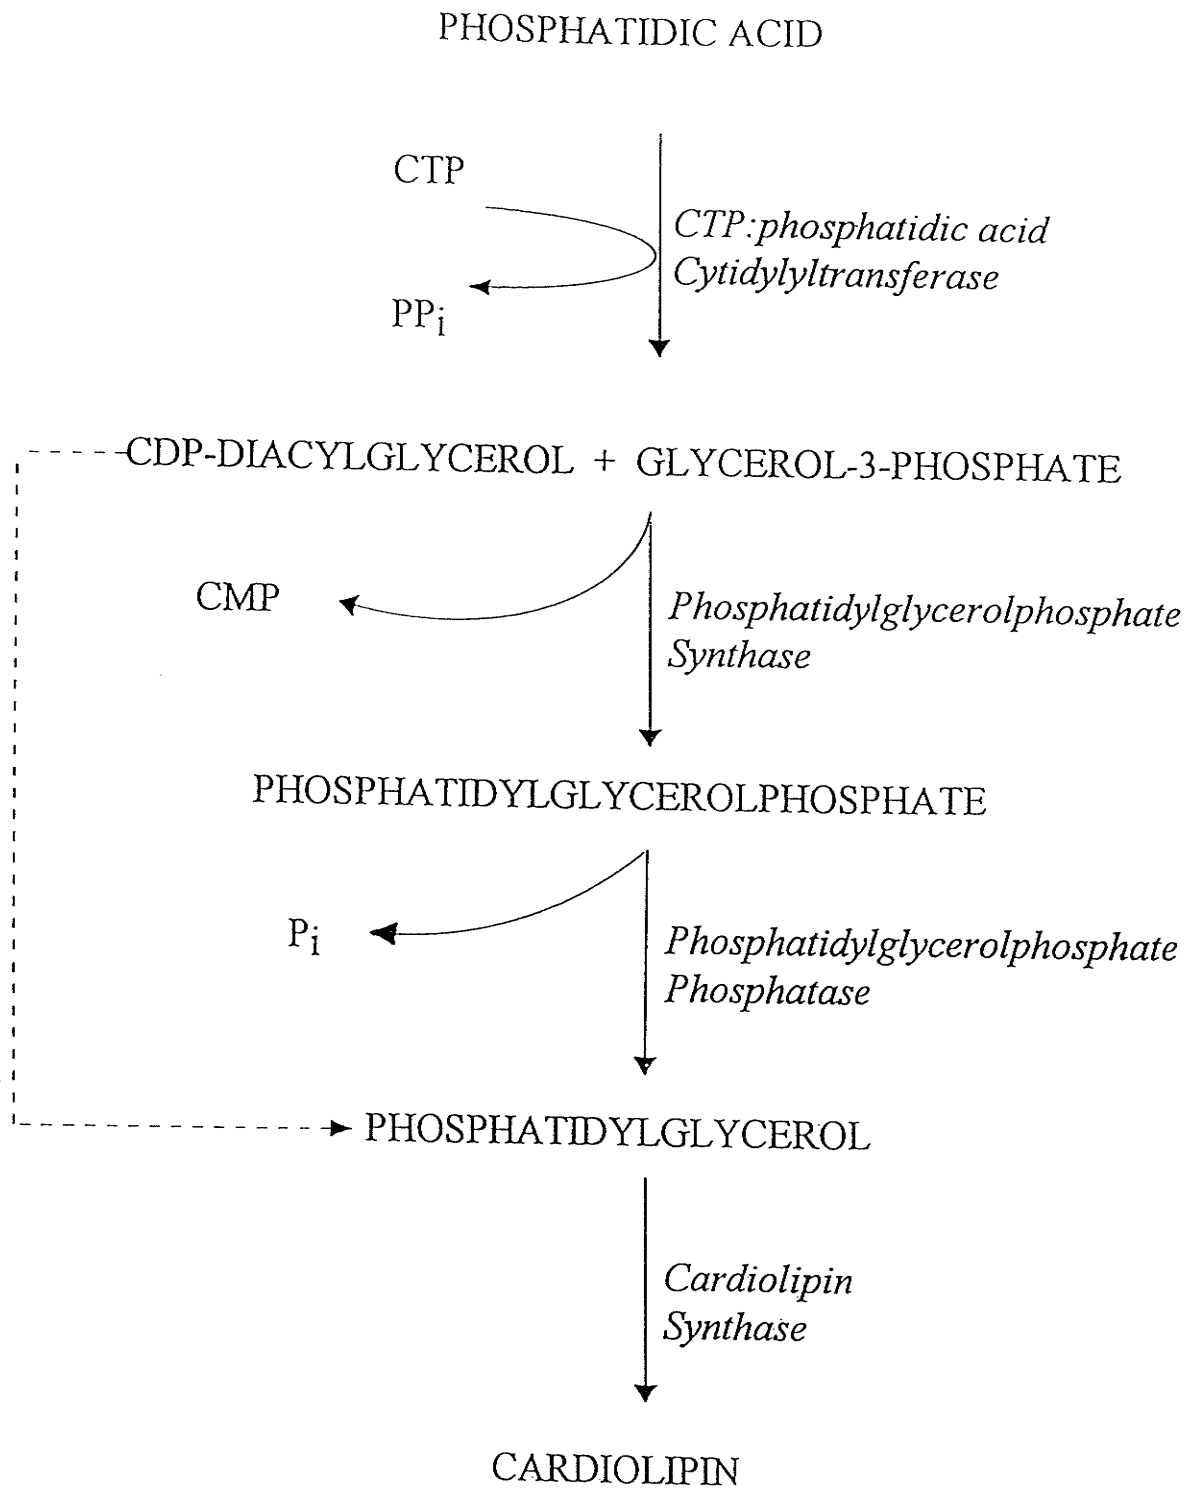 PHOSPHATIDIC ACID
CTP
CTP:phosphatidic acid
Cytidylyltransferase
PPi
CDP-DIACYLGLYCEROL + GLYCEROL-3-PHOSPHATE
CMP
Phosphatidylglycerolphosphate
Synthase
PHOSPHATIDYLGLYCEROLPHOSPHATE
Pi
Phosphatidylglycerolphosphate
Phosphatase
PHOSPHATIDYLGLYCEROL
Cardiolipin
Synthase
CARDIOLIPIN